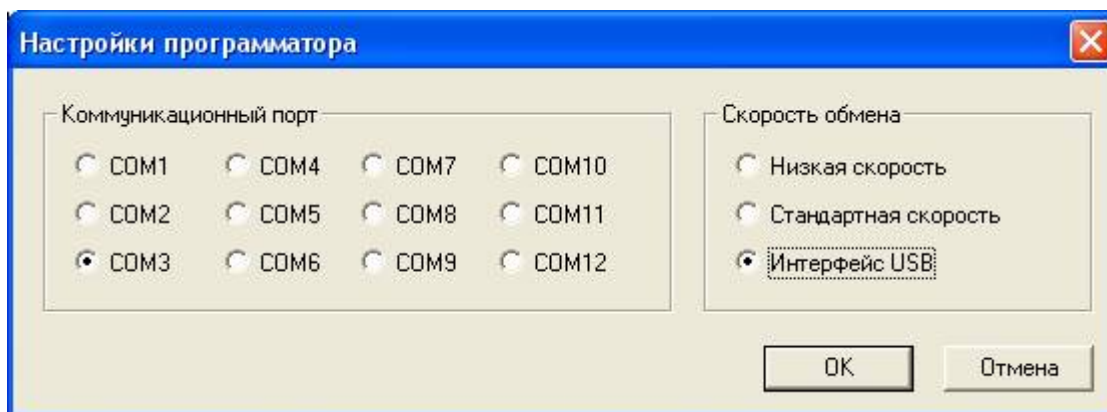 Настройки программатора
Коммуникационный порт
COM1 COM4 COM7 COM10
COM2 COM5 COM8 COM11
COM3 COM6 COM9 COM12
Скорость обмена
Низкая скорость
Стандартная скорость
Интерфейс USB
OK Отмена